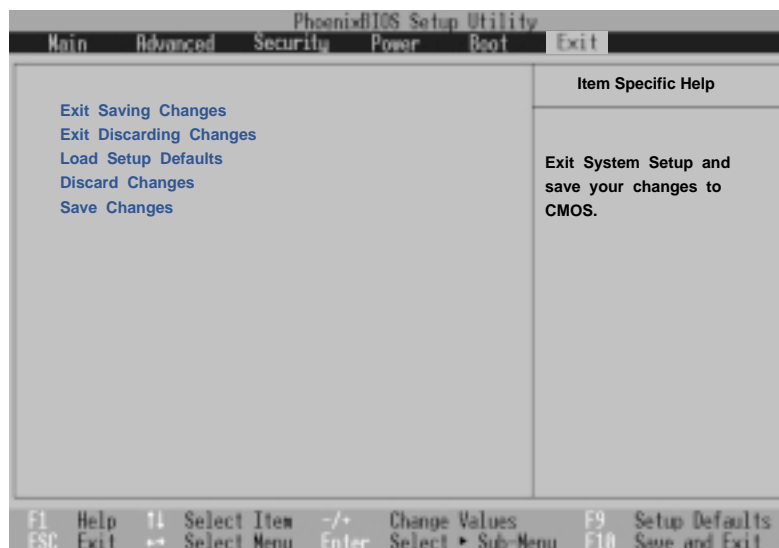 PhoenixBIOS Setup Utility
Main Advanced Security Power Boot Exit
Item Specific Help
Exit Saving Changes
Exit Discarding Changes
Load Setup Defaults
Discard Changes
Save Changes
Exit System Setup and
save your changes to
CMOS.
F1 Help ↑↓ Select Item -/+ Change Values F9 Setup Defaults
ESC Exit ←→ Select Menu Enter Select ▸ Sub-Menu F10 Save and Exit